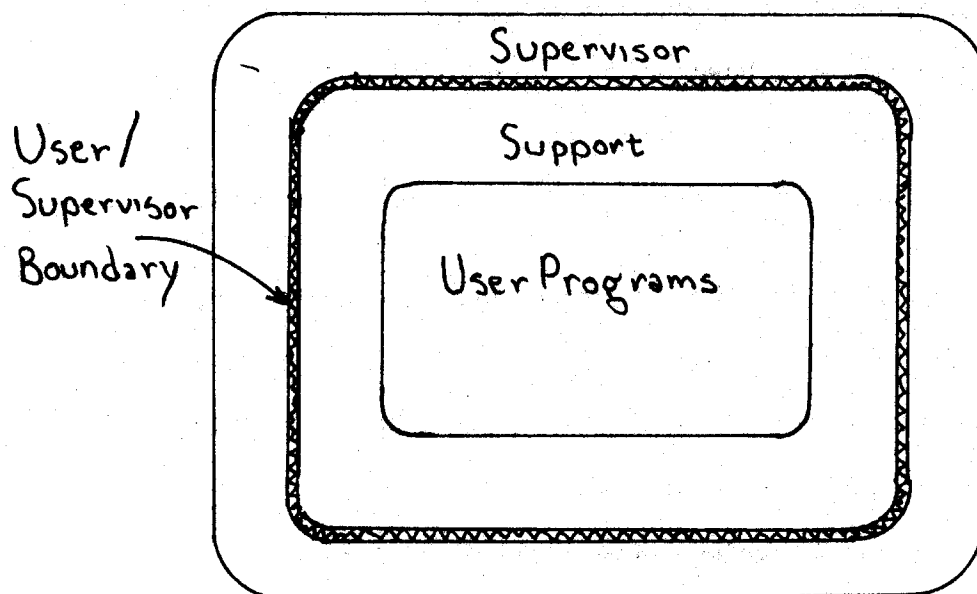 Supervisor
Support
User/
Supervisor
Boundary
User Programs